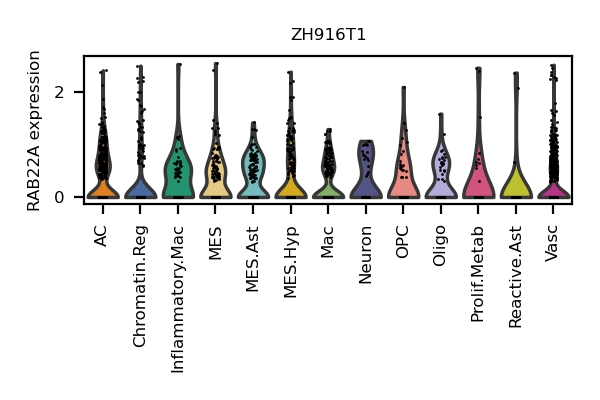 ZH916T1
RAB22A expression
2
0
AC
Chromatin.Reg
Inflammatory.Mac
MES
MES.Ast
MES.Hyp
Mac
Neuron
OPC
Oligo
Prolif.Metab
Reactive.Ast
Vasc